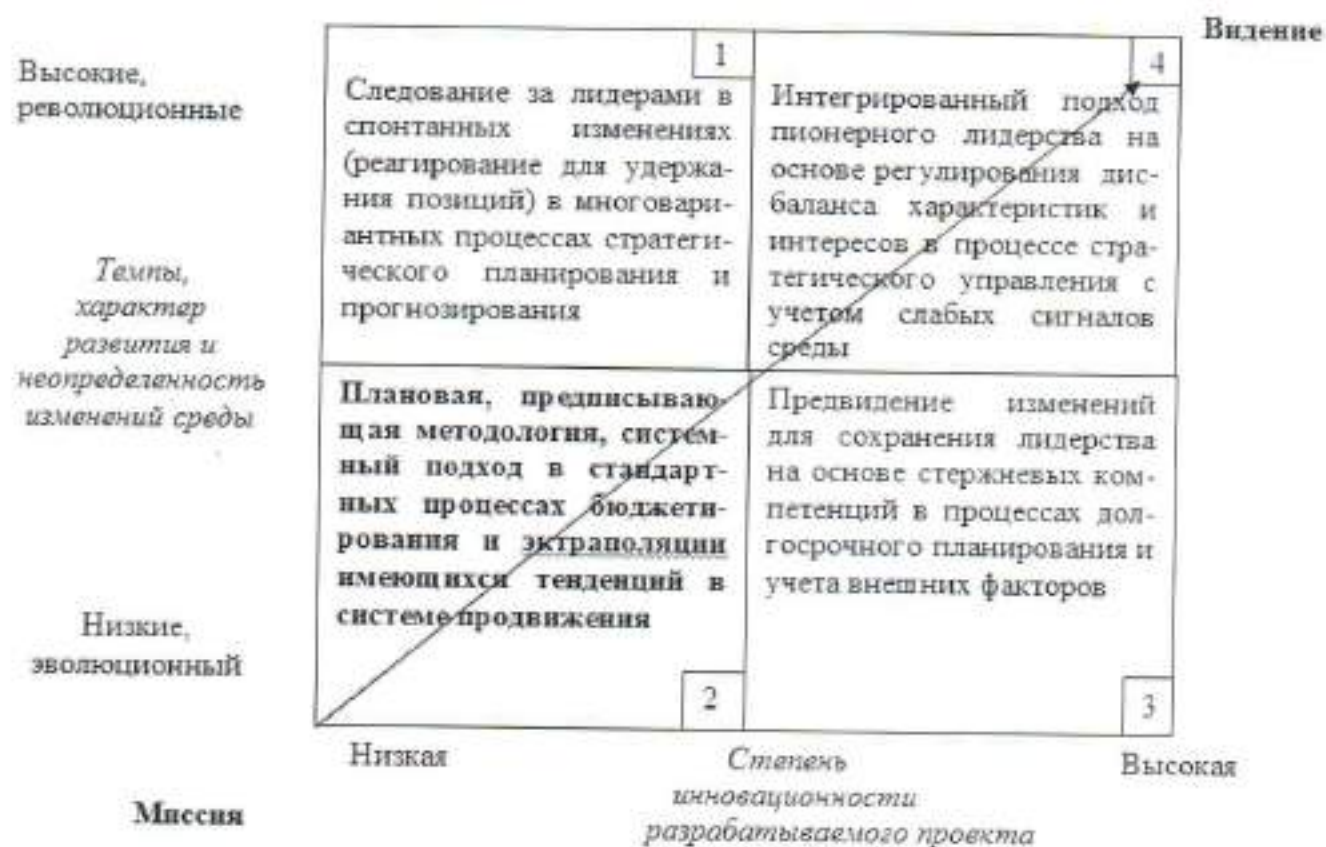 Видение
Высокие,
революционные
1
Следование за лидерами в
спонтанных изменениях
(реагирование для удержа-
ния позиций) в многовари-
антных процессах стратеги-
ческого планирования и
прогнозирования
4
Интегрированный подход
пионерного лидерства на
основе регулирования дис-
баланса характеристик и
интересов в процессе стра-
тегического управления с
учетом слабых сигналов
среды
Темпы,
характер
развития и
неопределенность
изменений среды
Плановая, предписываю-
щая методология, систем-
ный подход в стандарт-
ных процессах бюджети-
рования и эктраполяции
имеющихся тенденций в
системе продвижения
2
Предвидение изменений
для сохранения лидерства
на основе стержневых ком-
петенций в процессах дол-
госрочного планирования и
учета внешних факторов
3
Низкие,
эволюционный
Низкая
Степень
инновационности
разрабатываемого проекта
Высокая
Миссия